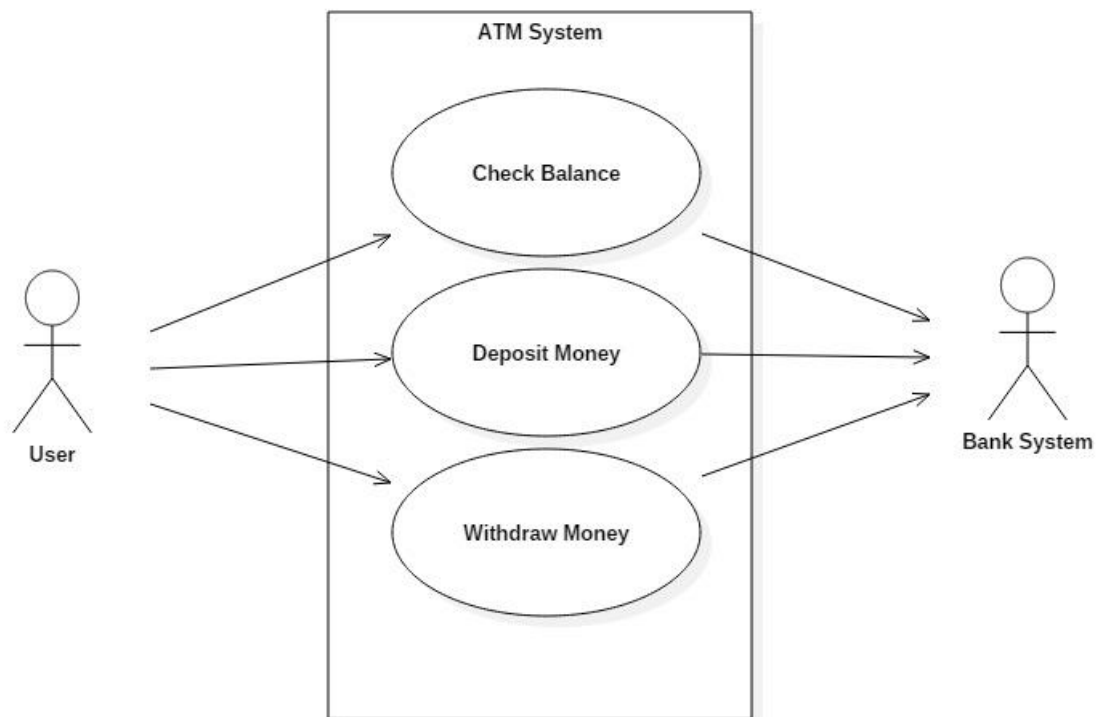 ATM System
Check Balance
Deposit Money
Withdraw Money
User
Bank System